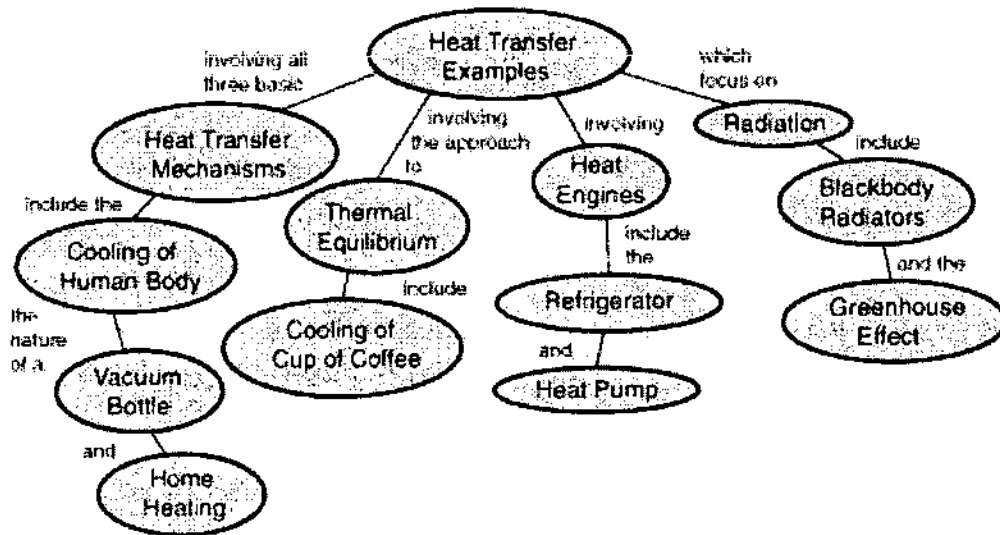 Heat Transfer
Examples
involving all
three basic
Heat Transfer
Mechanisms
include the
Cooling of
Human Body
the
nature
of a
Vacuum
Bottle
and
Home
Heating
involving
the approach
to
Thermal
Equilibrium
include
Cooling of
Cup of Coffee
involving
Heat
Engines
include
the
Refrigerator
and
Heat Pump
which
focus on
Radiation
include
Blackbody
Radiators
and the
Greenhouse
Effect